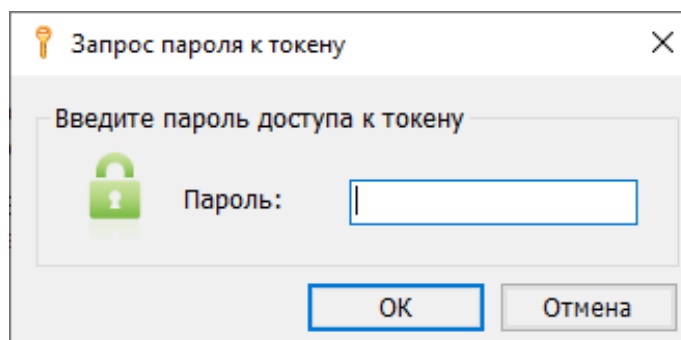 Запрос пароля к токену
Введите пароль доступа к токену
Пароль:
ОК Отмена